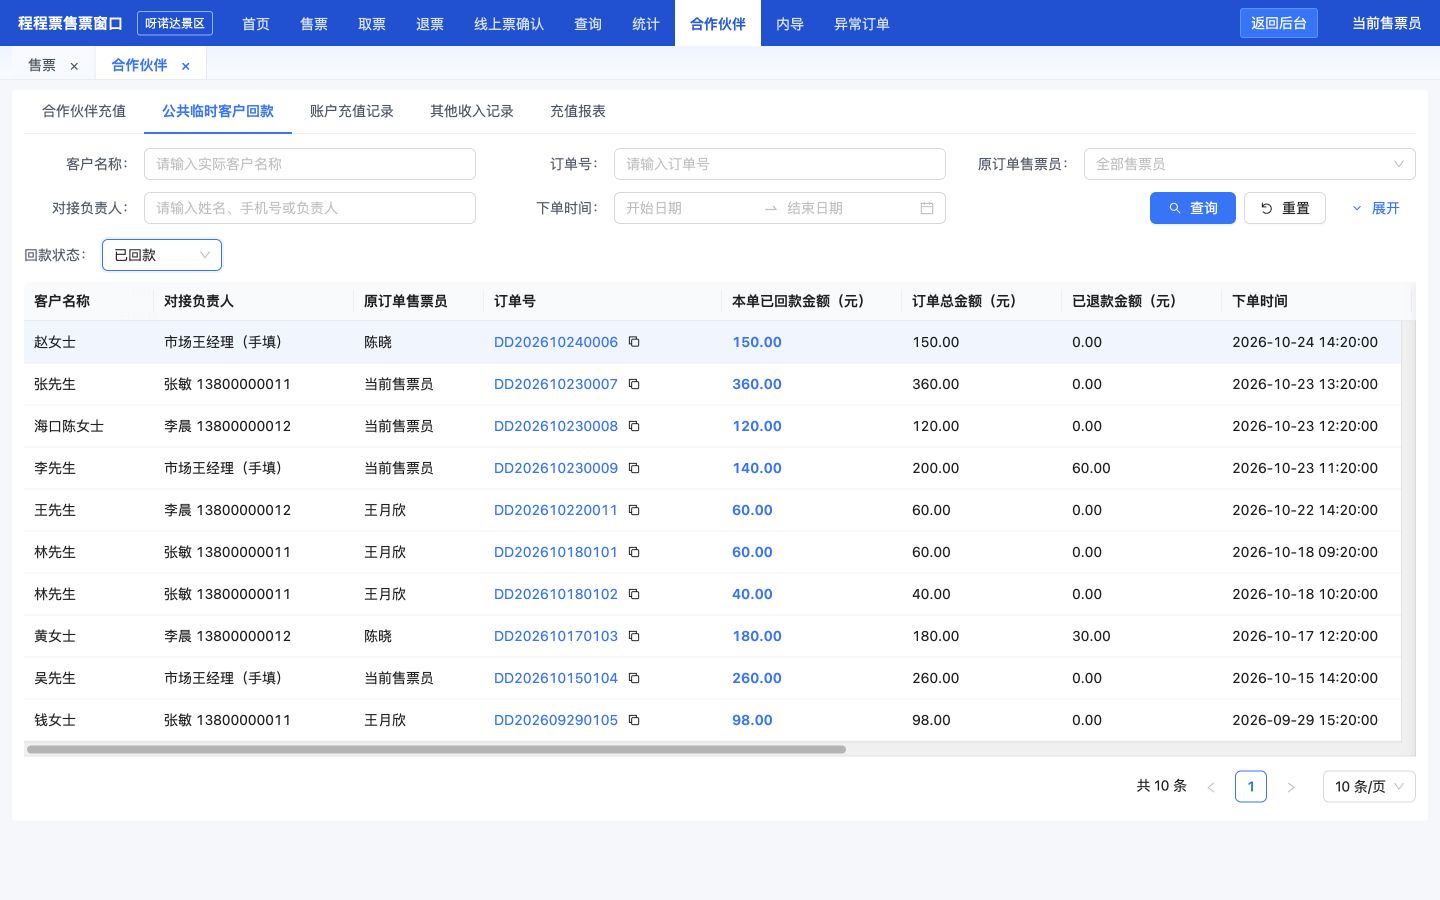 程程票售票窗口 呀诺达景区 首页 售票 取票 退票 线上票确认 查询 统计 合作伙伴 内导 异常订单 返回后台 当前售票员
售票 × 合作伙伴 ×
合作伙伴充值 公共临时客户回款 账户充值记录 其他收入记录 充值报表
客户名称： 请输入实际客户名称 订单号： 请输入订单号 原订单售票员： 全部售票员
对接负责人： 请输入姓名、手机号或负责人 下单时间： 开始日期 → 结束日期 查询 重置 展开
回款状态： 已回款
客户名称 对接负责人 原订单售票员 订单号 本单已回款金额（元） 订单总金额（元） 已退款金额（元） 下单时间
赵女士 市场王经理（手填） 陈晓 DD202610240006 150.00 150.00 0.00 2026-10-24 14:20:00
张先生 张敏 13800000011 当前售票员 DD202610230007 360.00 360.00 0.00 2026-10-23 13:20:00
海口陈女士 李晨 13800000012 当前售票员 DD202610230008 120.00 120.00 0.00 2026-10-23 12:20:00
李先生 市场王经理（手填） 当前售票员 DD202610230009 140.00 200.00 60.00 2026-10-23 11:20:00
王先生 李晨 13800000012 王月欣 DD202610220011 60.00 60.00 0.00 2026-10-22 14:20:00
林先生 张敏 13800000011 王月欣 DD202610180101 60.00 60.00 0.00 2026-10-18 09:20:00
林先生 张敏 13800000011 王月欣 DD202610180102 40.00 40.00 0.00 2026-10-18 10:20:00
黄女士 李晨 13800000012 陈晓 DD202610170103 180.00 180.00 30.00 2026-10-17 12:20:00
吴先生 市场王经理（手填） 当前售票员 DD202610150104 260.00 260.00 0.00 2026-10-15 14:20:00
钱女士 张敏 13800000011 王月欣 DD202609290105 98.00 98.00 0.00 2026-09-29 15:20:00
共 10 条 < 1 > 10 条/页